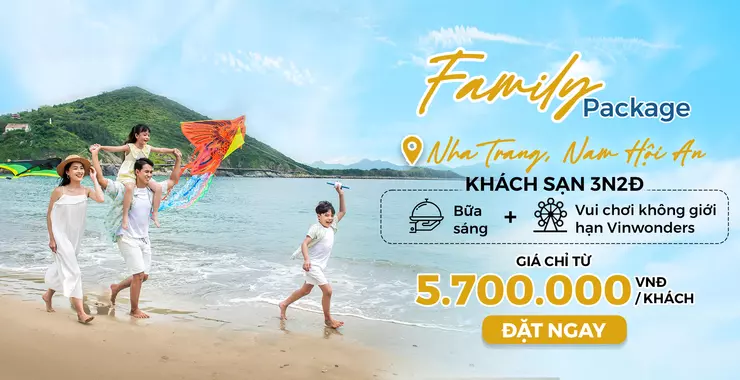 Family
Package
Nha Trang, Nam Hội An
KHÁCH SẠN 3N2Đ
Bữa
sáng
+
Vui chơi không giới
hạn Vinwonders
GIÁ CHỈ TỪ
5.700.000 VNĐ
/KHÁCH
ĐẶT NGAY